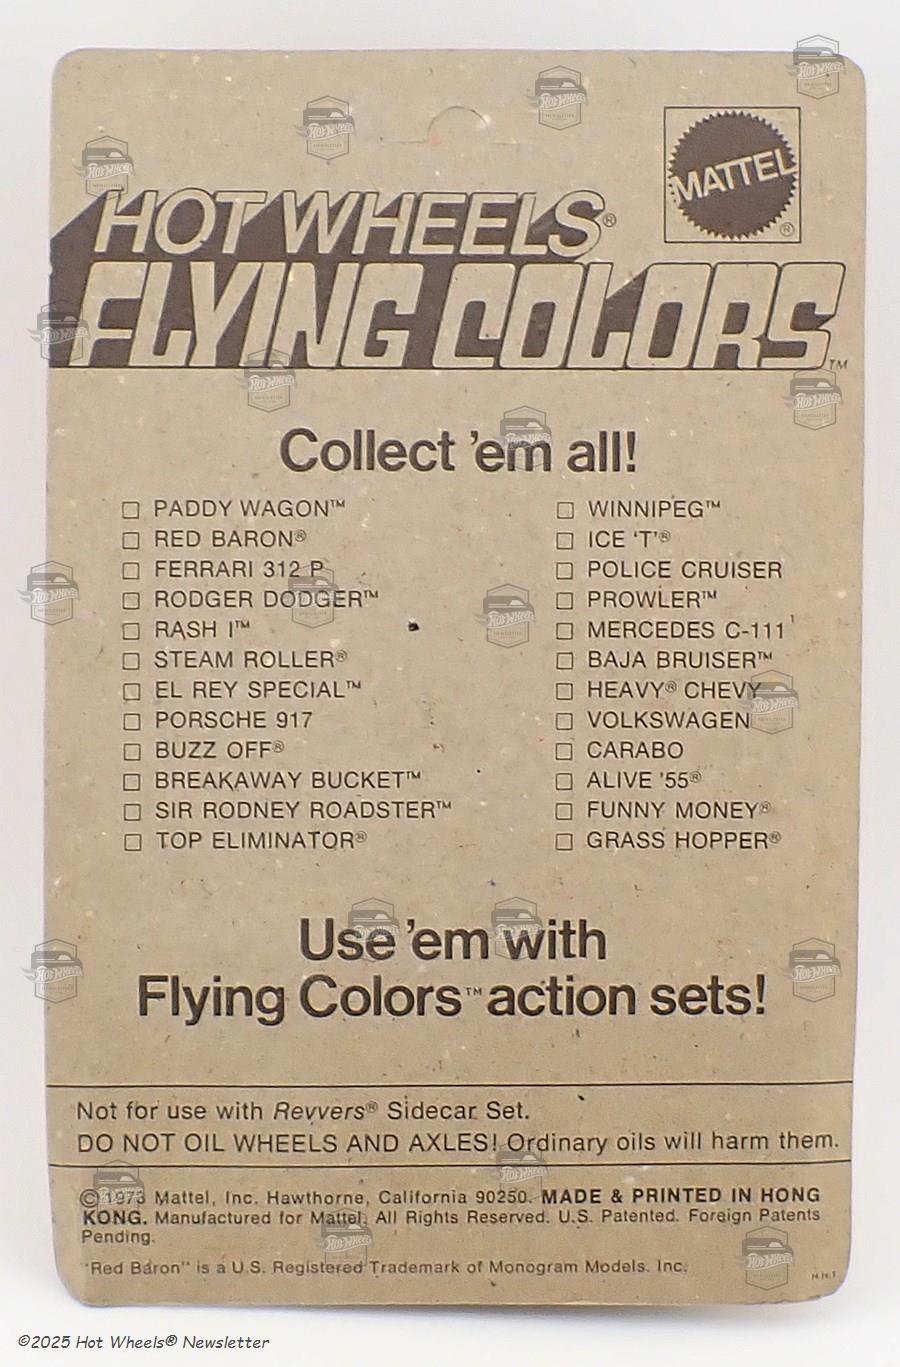 MATTEL
®
HOT WHEELS®
FLYING COLORS™
Collect 'em all!
☐ PADDY WAGON™
☐ RED BARON®
☐ FERRARI 312 P
☐ RODGER DODGER™
☐ RASH I™
☐ STEAM ROLLER®
☐ EL REY SPECIAL™
☐ PORSCHE 917
☐ BUZZ OFF®
☐ BREAKAWAY BUCKET™
☐ SIR RODNEY ROADSTER™
☐ TOP ELIMINATOR®
☐ WINNIPEG™
☐ ICE 'T'®
☐ POLICE CRUISER
☐ PROWLER™
☐ MERCEDES C-111
☐ BAJA BRUISER™
☐ HEAVY® CHEVY
☐ VOLKSWAGEN
☐ CARABO
☐ ALIVE '55®
☐ FUNNY MONEY®
☐ GRASS HOPPER®
Use 'em with
Flying Colors™ action sets!
Not for use with Revvers® Sidecar Set.
DO NOT OIL WHEELS AND AXLES! Ordinary oils will harm them.
©1973 Mattel, Inc. Hawthorne, California 90250. MADE & PRINTED IN HONG
KONG. Manufactured for Mattel. All Rights Reserved. U.S. Patented. Foreign Patents
Pending.
"Red Baron" is a U.S. Registered Trademark of Monogram Models. Inc.
H.H.1
©2025 Hot Wheels® Newsletter